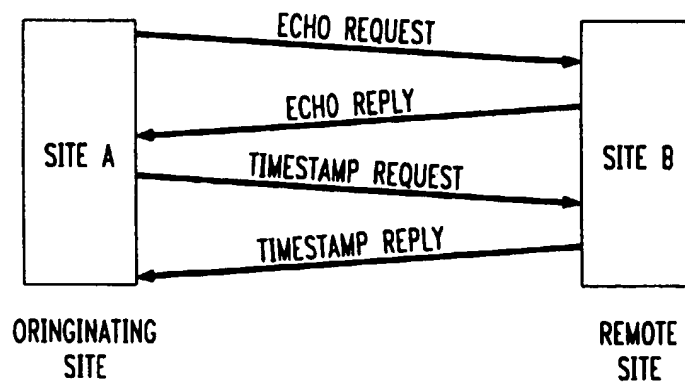 ECHO REQUEST
ECHO REPLY
SITE A
SITE B
TIMESTAMP REQUEST
TIMESTAMP REPLY
ORINGINATING
SITE
REMOTE
SITE